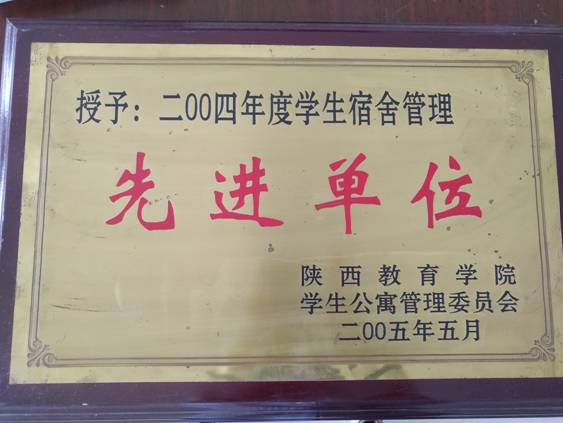 授予：二00四年度学生宿舍管理
先进单位
陕西教育学院
学生公寓管理委员会
二00五年五月